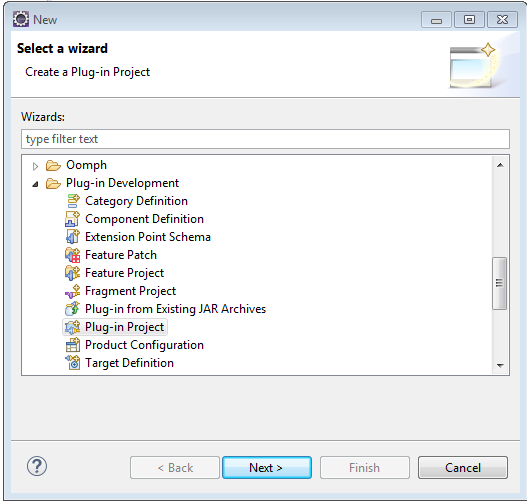 New
Select a wizard
Create a Plug-in Project
Wizards:
type filter text
Oomph
Plug-in Development
Category Definition
Component Definition
Extension Point Schema
Feature Patch
Feature Project
Fragment Project
Plug-in from Existing JAR Archives
Plug-in Project
Product Configuration
Target Definition
? < Back Next > Finish Cancel